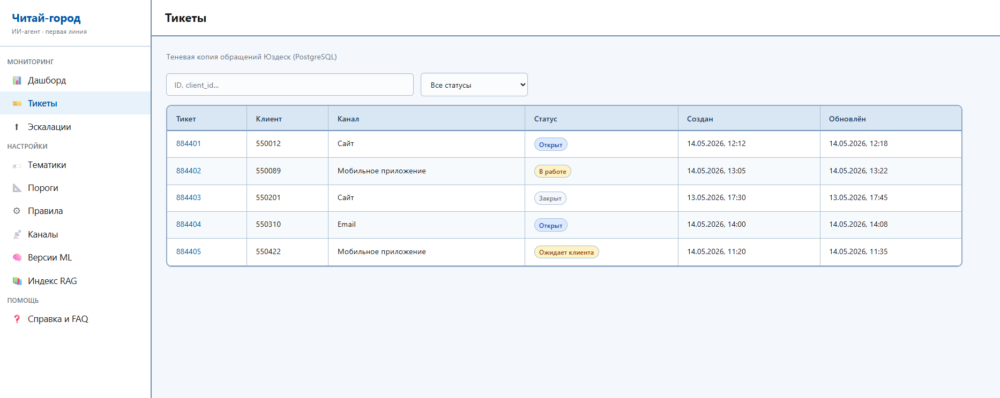 Читай-город
ИИ-агент · первая линия
МОНИТОРИНГ
Дашборд
Тикеты
Эскалации
НАСТРОЙКИ
Тематики
Пороги
Правила
Каналы
Версии ML
Индекс RAG
ПОМОЩЬ
Справка и FAQ
Тикеты
Теневая копия обращений Юздеск (PostgreSQL)
ID, client_id... Все статусы
Тикет Клиент Канал Статус Создан Обновлён
884401 550012 Сайт Открыт 14.05.2026, 12:12 14.05.2026, 12:18
884402 550089 Мобильное приложение В работе 14.05.2026, 13:05 14.05.2026, 13:22
884403 550201 Сайт Закрыт 13.05.2026, 17:30 13.05.2026, 17:45
884404 550310 Email Открыт 14.05.2026, 14:00 14.05.2026, 14:08
884405 550422 Мобильное приложение Ожидает клиента 14.05.2026, 11:20 14.05.2026, 11:35